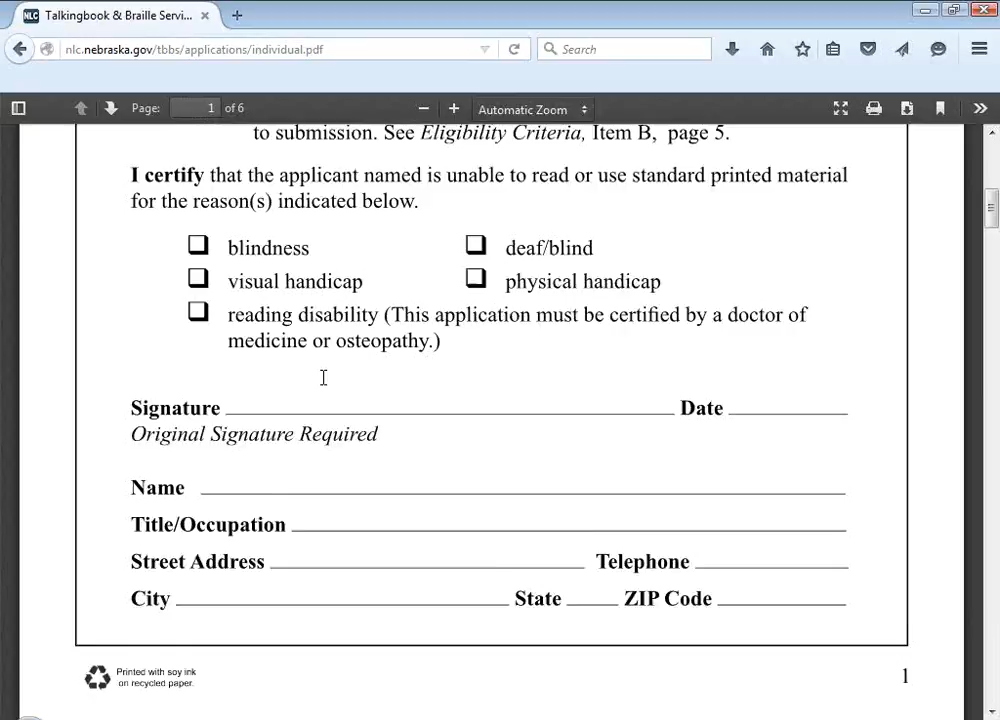 Talkingbook & Braille Servi...
nlc.nebraska.gov/tbbs/applications/individual.pdf
Search
Page: 1 of 6
Automatic Zoom
to submission. See Eligibility Criteria, Item B, page 5.
I certify that the applicant named is unable to read or use standard printed material
for the reason(s) indicated below.
blindness
deaf/blind
visual handicap
physical handicap
reading disability (This application must be certified by a doctor of
medicine or osteopathy.)
Signature Date
Original Signature Required
Name
Title/Occupation
Street Address Telephone
City State ZIP Code
Printed with soy ink
on recycled paper.
1